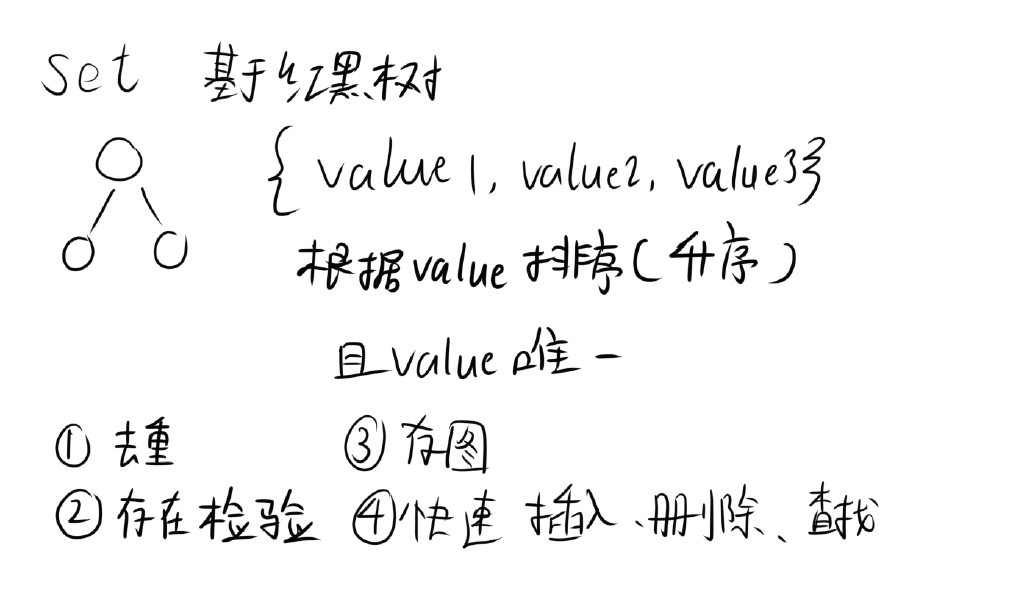 set 基于红黑树
{ value1, value2, value3}
根据value排序(升序)
且value唯一
①去重 ③存图
②存在检验 ④快速 插入、删除、查找